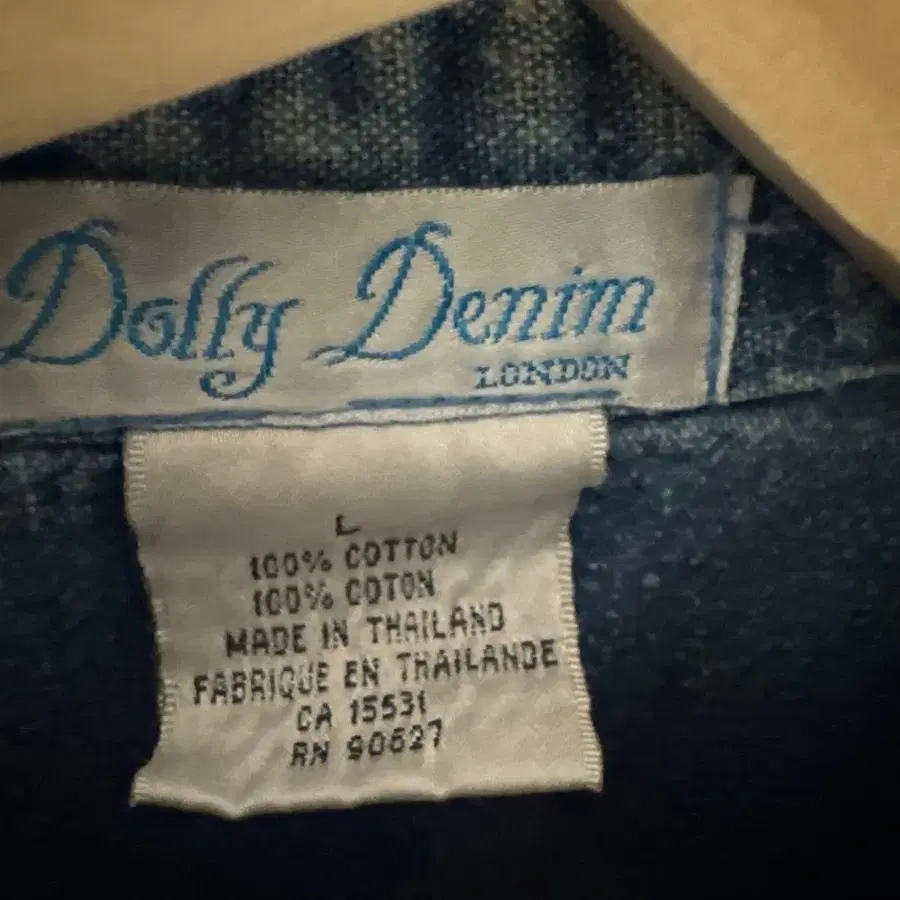 Dolly Denim
LONDON
L
100% COTTON
100% COTON
MADE IN THAILAND
FABRIQUE EN THAILANDE
CA 15531
RN 90627